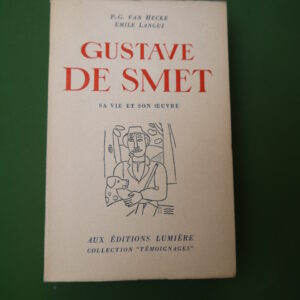 P.-G. VAN HECKE
EMILE LANGUI
GUSTAVE
DE SMET
SA VIE ET SON ŒUVRE
AUX ÉDITIONS LUMIÈRE
COLLECTION "TÉMOIGNAGES"